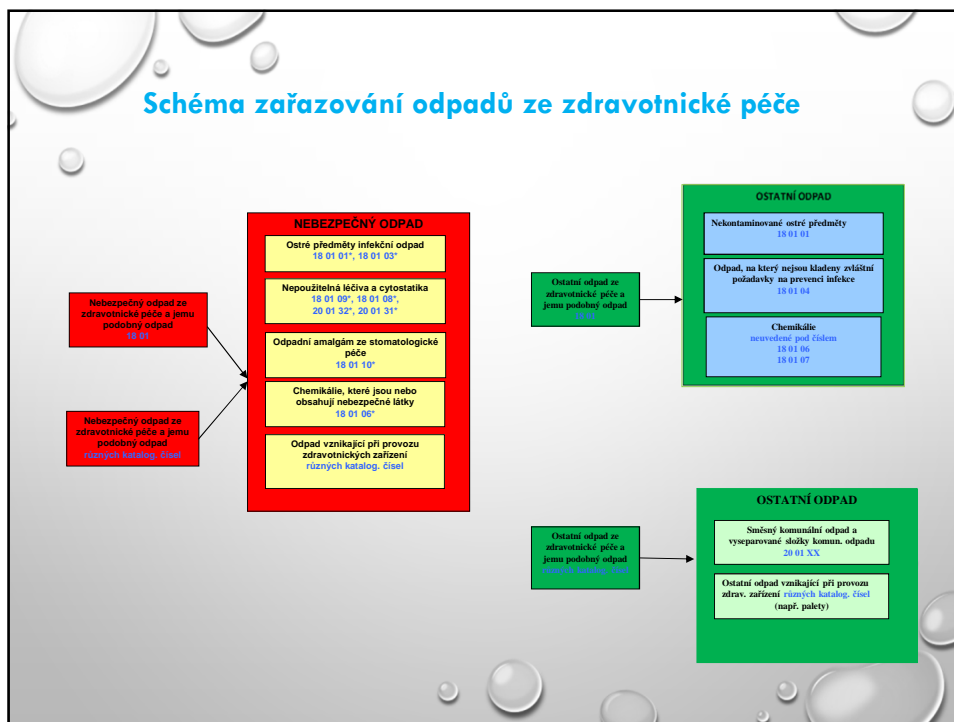 Schéma zařazování odpadů ze zdravotnické péče
Nebezpečný odpad ze
zdravotnické péče a jemu
podobný odpad
18 01
Nebezpečný odpad ze
zdravotnické péče a jemu
podobný odpad
různých katalog. čísel
NEBEZPEČNÝ ODPAD
Ostré předměty infekční odpad
18 01 01*, 18 01 03*
Nepoužitelná léčiva a cytostatika
18 01 09*, 18 01 08*,
20 01 32*, 20 01 31*
Odpadní amalgám ze stomatologické
péče
18 01 10*
Chemikálie, které jsou nebo
obsahují nebezpečné látky
18 01 06*
Odpad vznikající při provozu
zdravotnických zařízení
různých katalog. čísel
Ostatní odpad ze
zdravotnické péče a
jemu podobný odpad
18 01
OSTATNÍ ODPAD
Nekontaminované ostré předměty
18 01 01
Odpad, na který nejsou kladeny zvláštní
požadavky na prevenci infekce
18 01 04
Chemikálie
neuvedené pod číslem
18 01 06
18 01 07
Ostatní odpad ze
zdravotnické péče a
jemu podobný odpad
různých katalog. čísel
OSTATNÍ ODPAD
Směsný komunální odpad a
vyseparované složky komun. odpadu
20 01 XX
Ostatní odpad vznikající při provozu
zdrav. zařízení různých katalog. čísel
(např. palety)